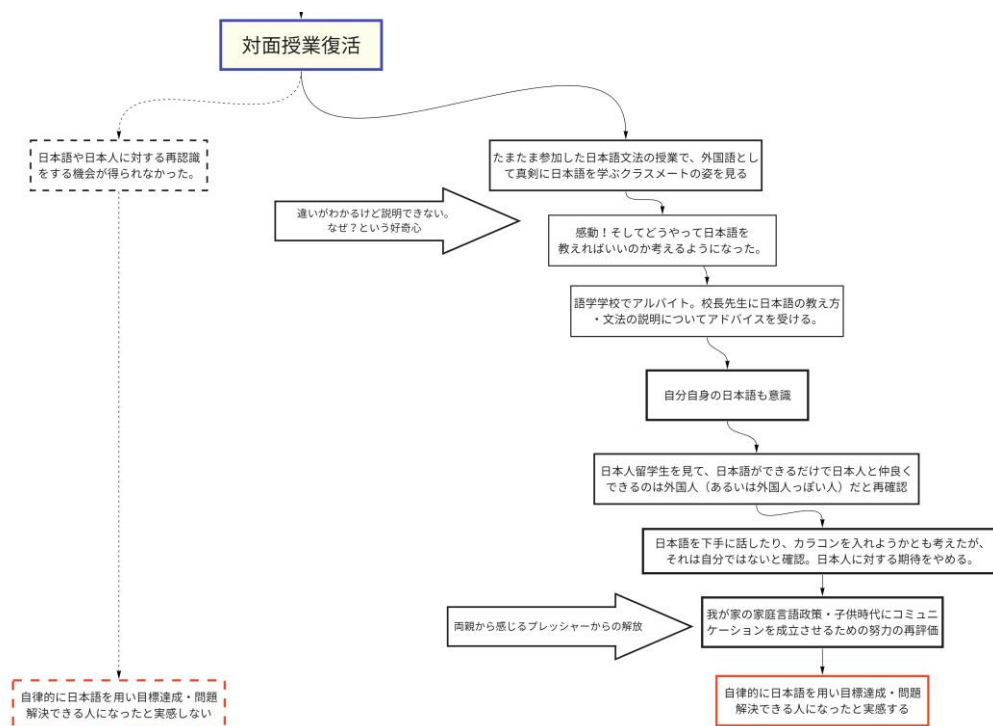 対面授業復活
日本語や日本人に対する再認識
をする機会が得られなかった。
たまたま参加した日本語文法の授業で、外国語とし
て真剣に日本語を学ぶクラスメートの姿を見る
違いがわかるけど説明できない。
なぜ？という好奇心
感動！そしてどうやって日本語を
教えればいいのか考えるようになった。
語学学校でアルバイト。校長先生に日本語の教え方
・文法の説明についてアドバイスを受ける。
自分自身の日本語も意識
日本人留学生を見て、日本語ができるだけで日本人と仲良く
できるのは外国人（あるいは外国人っぽい人）だと再確認
日本語を下手に話したり、カラコンを入れようかとも考えたが、
それは自分ではないと確認。日本人に対する期待をやめる。
両親から感じるプレッシャーからの解放
我が家の家庭言語政策・子供時代にコミュニ
ケーションを成立させるための努力の再評価
自律的に日本語を用い目標達成・問題
解決できる人になったと実感しない
自律的に日本語を用い目標達成・問題
解決できる人になったと実感する